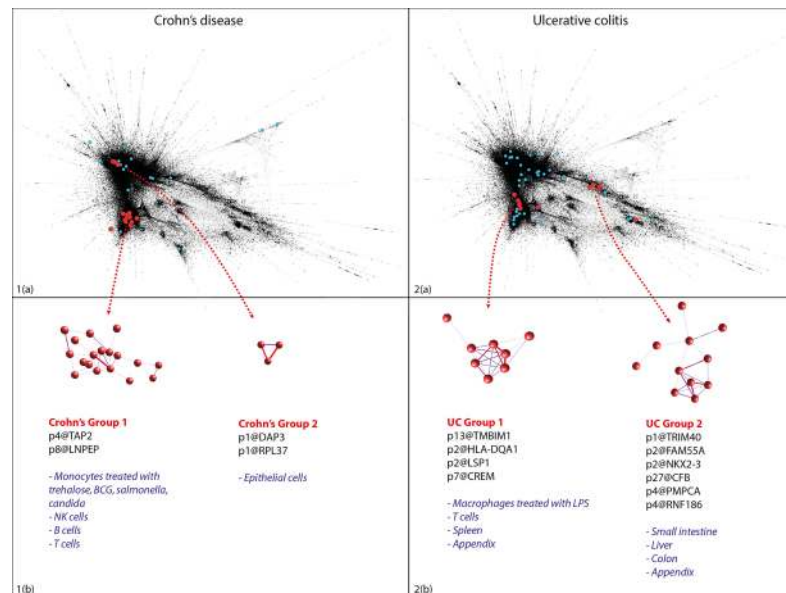 Crohn's disease
Ulcerative colitis
1(a)
2(a)
Crohn's Group 1
p4@TAP2
p8@LNPEP
- Monocytes treated with
trehalose, BCG, salmonella,
candida
- NK cells
- B cells
- T cells
Crohn's Group 2
p1@DAP3
p1@RPL37
- Epithelial cells
1(b)
UC Group 1
p13@TMBIM1
p2@HLA-DQA1
p2@LSP1
p7@CREM
- Macrophages treated with LPS
- T cells
- Spleen
- Appendix
UC Group 2
p1@TRIM40
p2@FAM55A
p2@NKX2-3
p27@CFB
p4@PMPCA
p4@RNF186
- Small intestine
- Liver
- Colon
- Appendix
2(b)